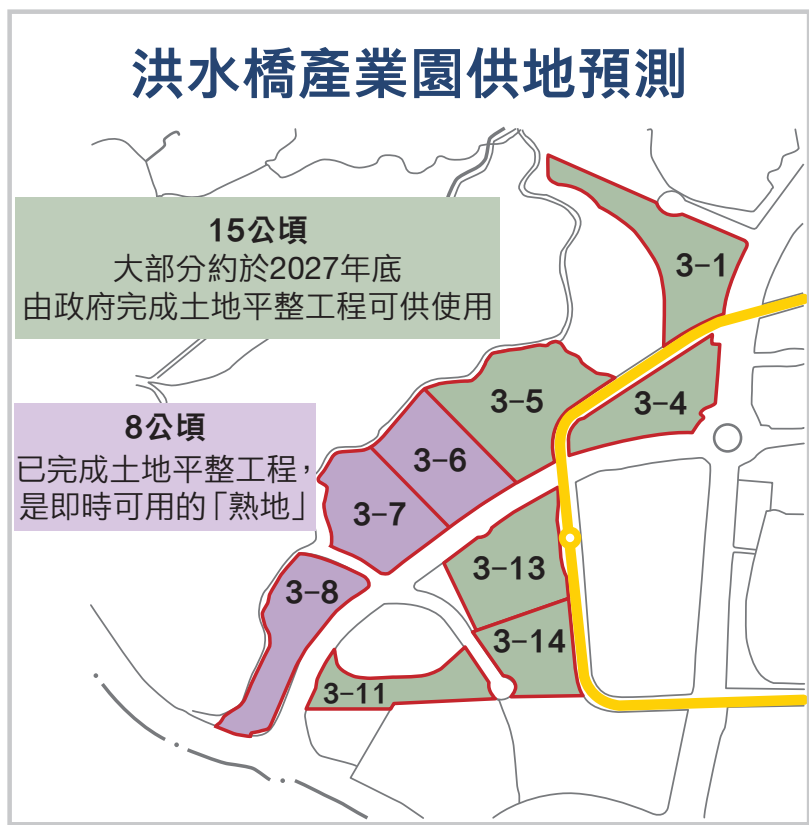 洪水橋產業園供地預測
15公頃
大部分約於2027年底
由政府完成土地平整工程可供使用
8公頃
已完成土地平整工程，
是即時可用的「熟地」
3-1
3-4
3-5
3-6
3-7
3-13
3-8
3-14
3-11